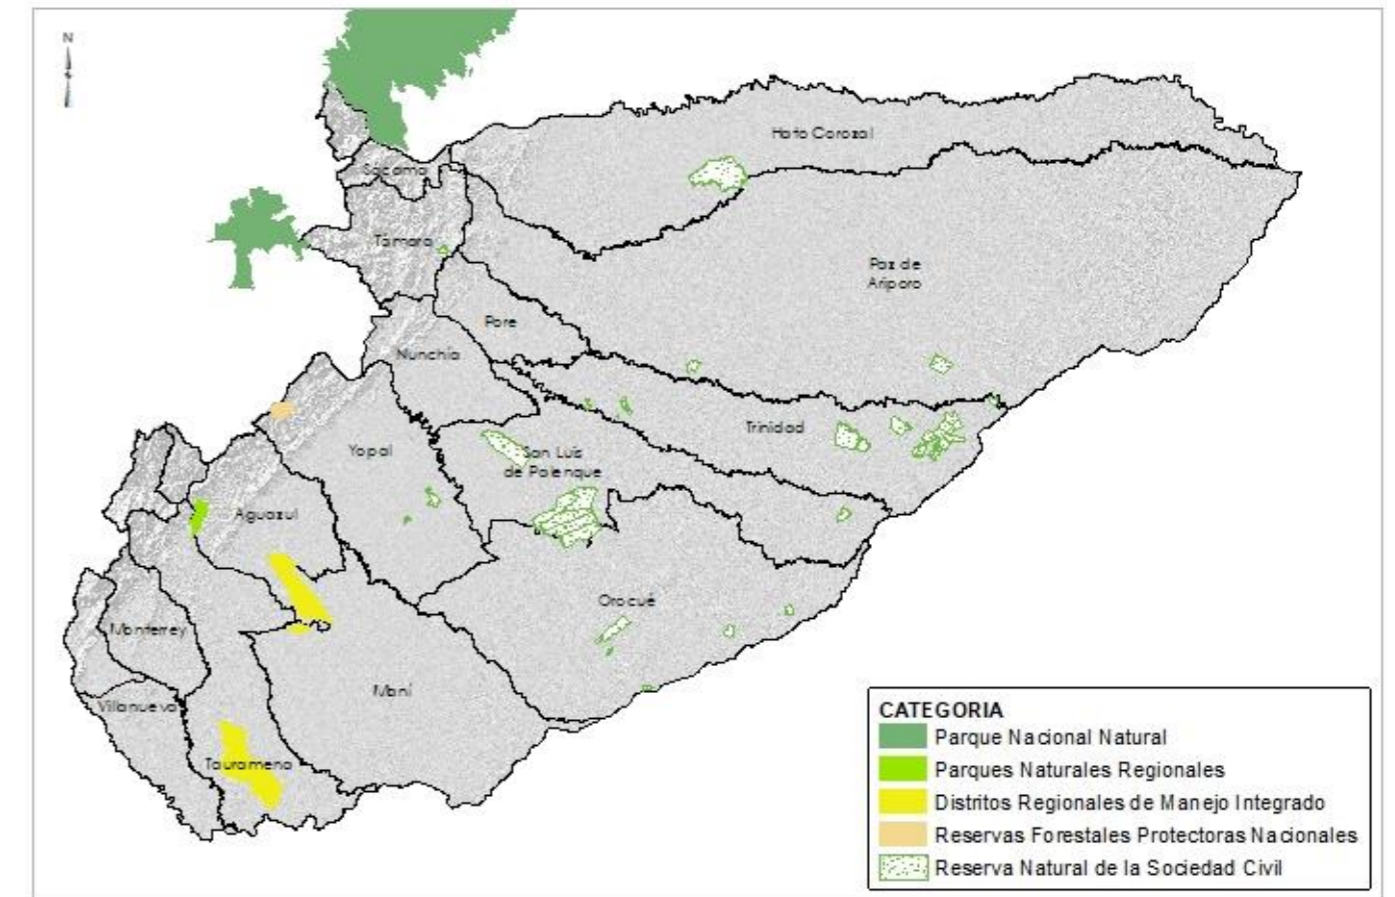 N
Hato Corozal
Sacama
Támara
Paz de
Ariporo
Pore
Nunchía
Trinidad
Yopal
San Luis
de Palenque
Aguazul
Orocué
Monterrey
Maní
Villanueva
Tauramena
CATEGORIA
Parque Nacional Natural
Parques Naturales Regionales
Distritos Regionales de Manejo Integrado
Reservas Forestales Protectoras Nacionales
Reserva Natural de la Sociedad Civil